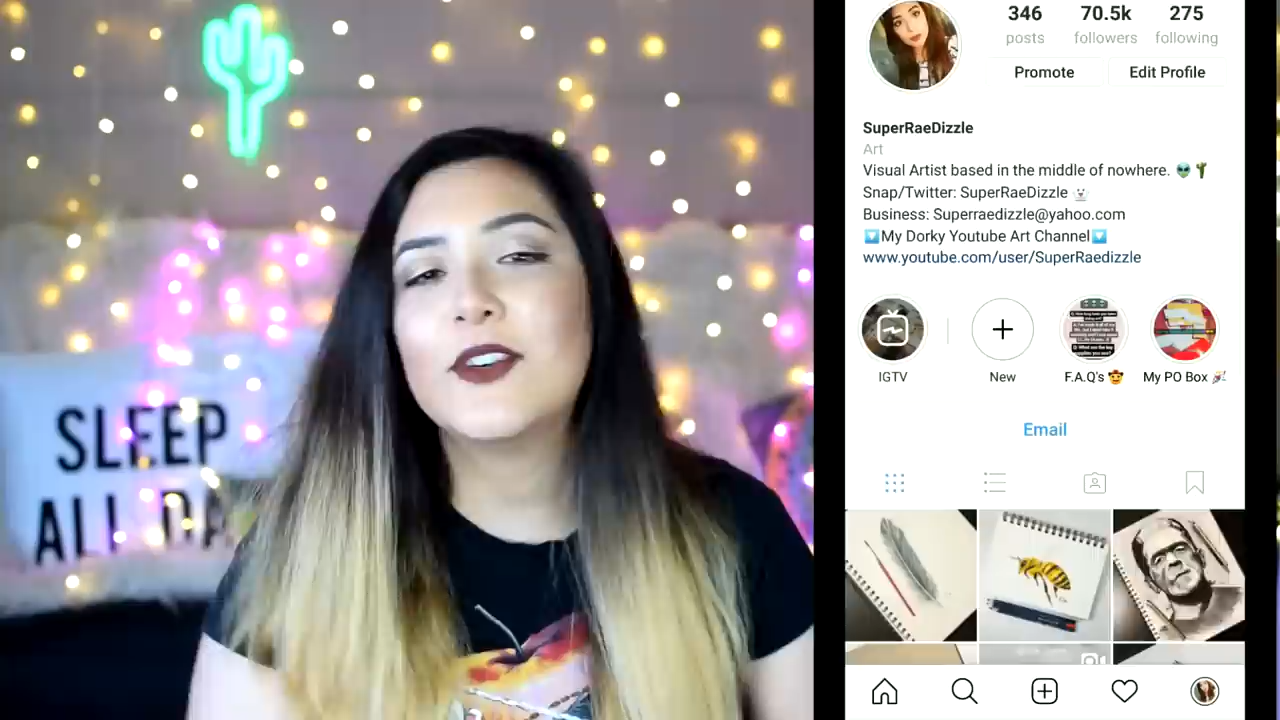 SLEEP
ALL DA
346 70.5k 275
posts followers following
Promote Edit Profile
SuperRaeDizzle
Art
Visual Artist based in the middle of nowhere. 👽🌵
Snap/Twitter: SuperRaeDizzle 👻
Business: Superraedizzle@yahoo.com
🔽My Dorky Youtube Art Channel🔽
www.youtube.com/user/SuperRaedizzle
IGTV New F.A.Q's 🤠 My PO Box 🎉
Email